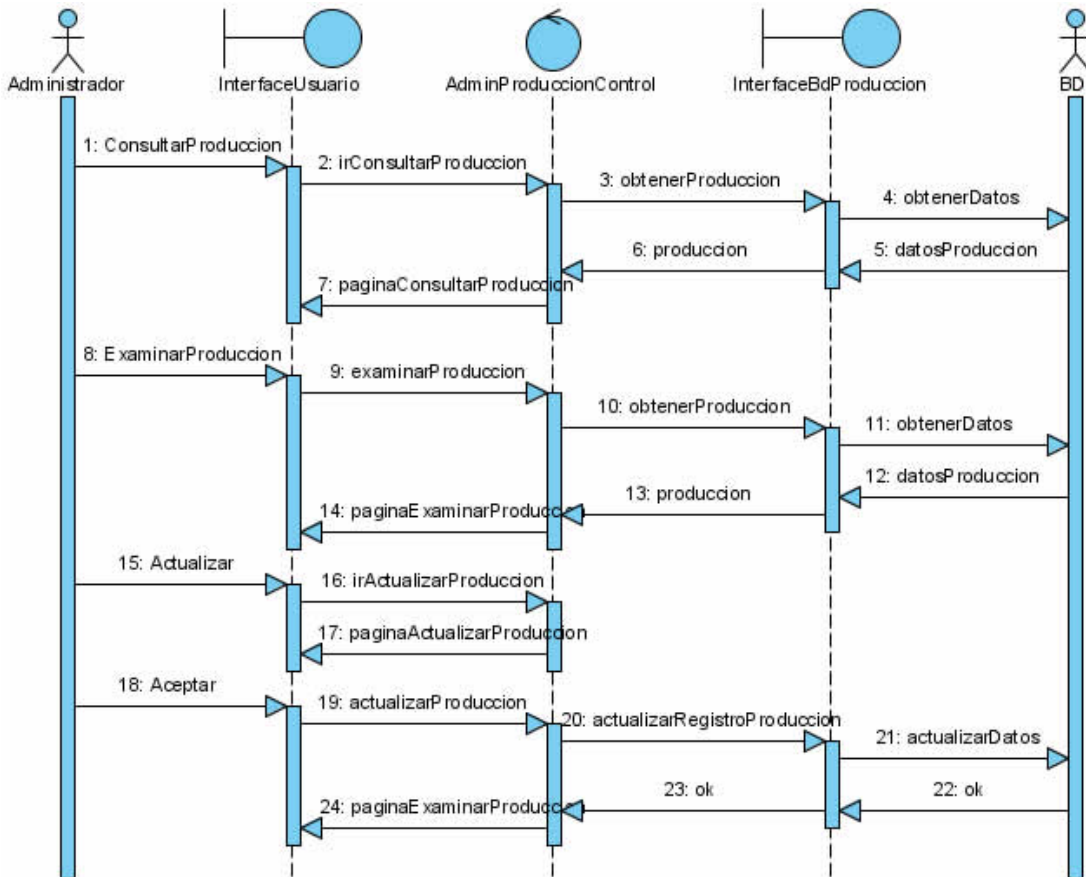 Administrador
InterfaceUsuario
AdminProduccionControl
InterfaceBdProduccion
BD
1: ConsultarProduccion
2: irConsultarProduccion
3: obtenerProduccion
4: obtenerDatos
5: datosProduccion
6: produccion
7: paginaConsultarProduccion
8: ExaminarProduccion
9: examinarProduccion
10: obtenerProduccion
11: obtenerDatos
12: datosProduccion
13: produccion
14: paginaExaminarProduccion
15: Actualizar
16: irActualizarProduccion
17: paginaActualizarProduccion
18: Aceptar
19: actualizarProduccion
20: actualizarRegistroProduccion
21: actualizarDatos
22: ok
23: ok
24: paginaExaminarProduccion